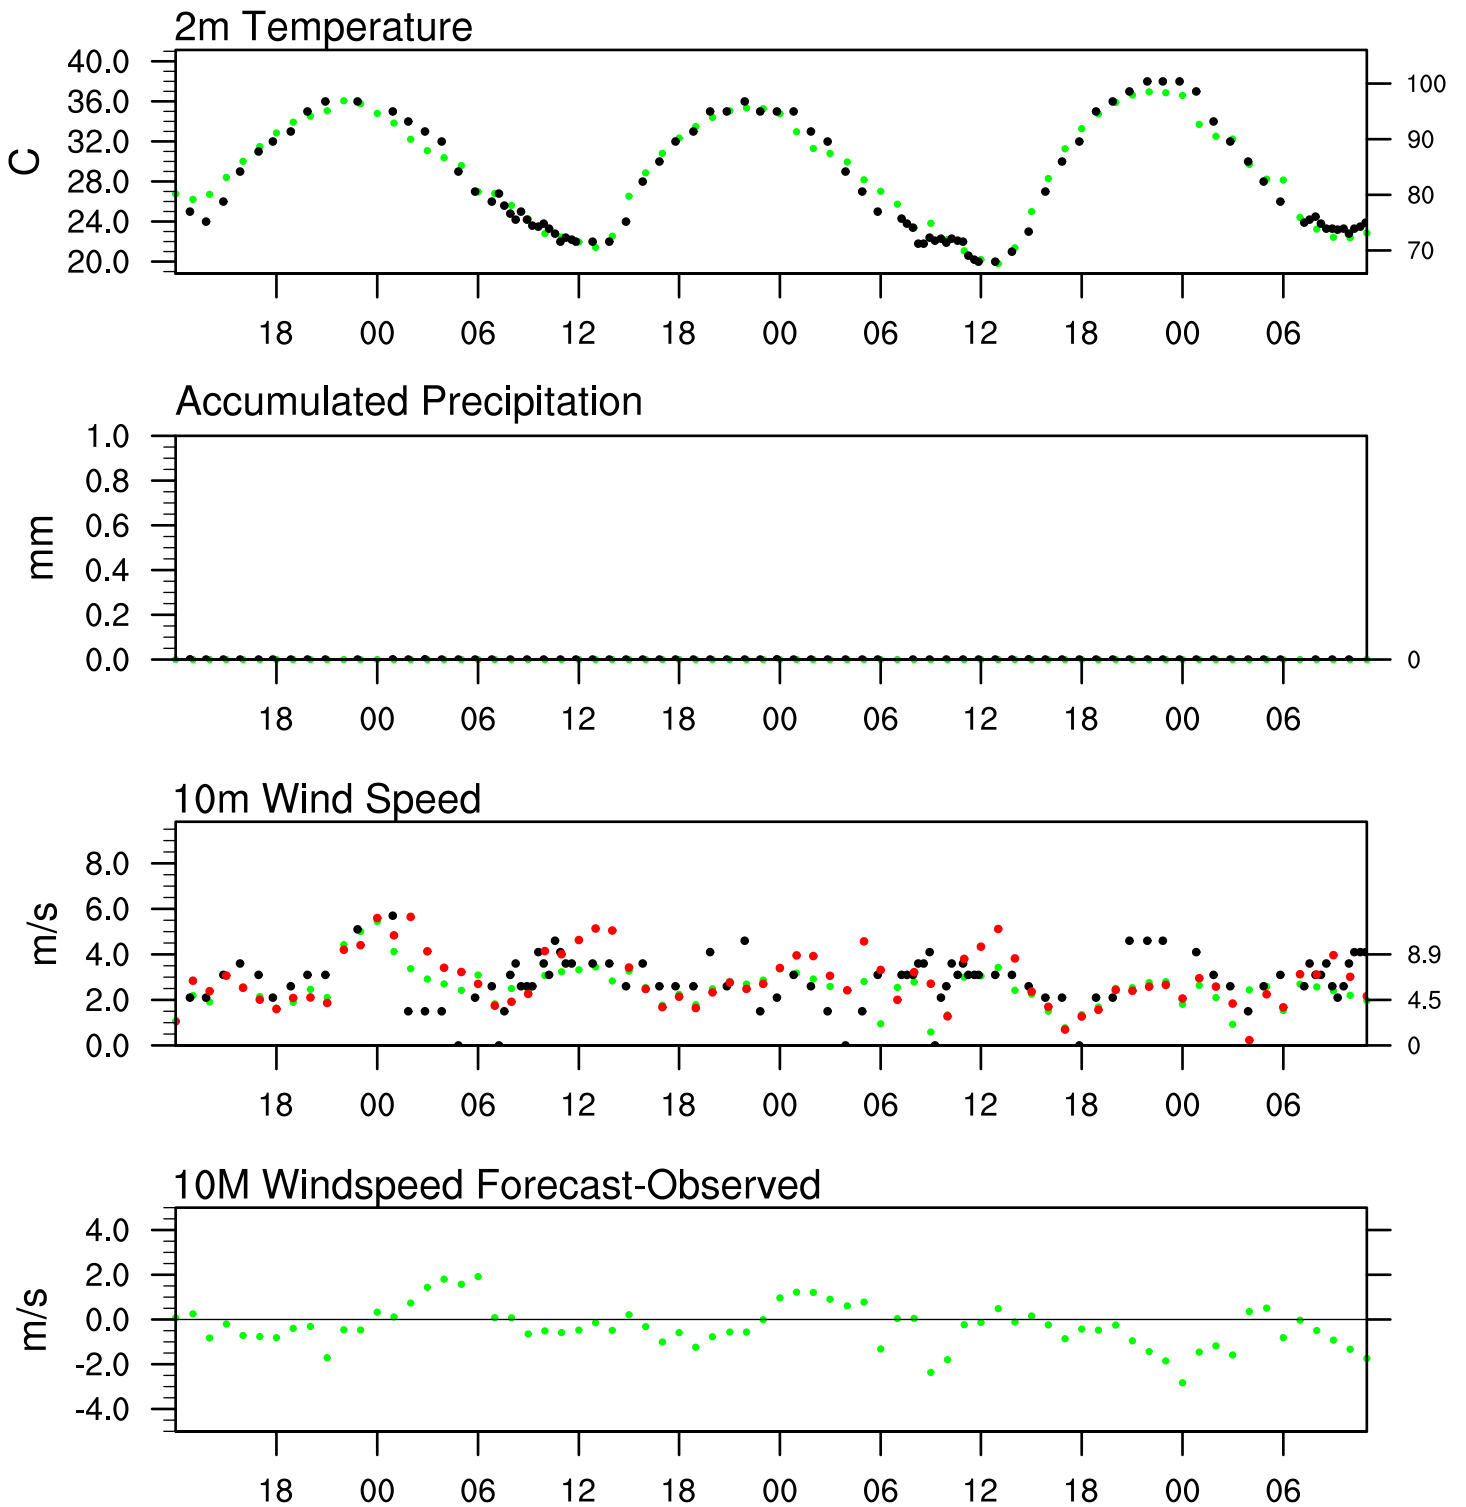 2m Temperature
40.0
36.0
32.0
28.0
24.0
20.0
C
100
90
80
70
18 00 06 12 18 00 06 12 18 00 06
Accumulated Precipitation
1.0
0.8
0.6
0.4
0.2
0.0
mm
0
18 00 06 12 18 00 06 12 18 00 06
10m Wind Speed
8.0
6.0
4.0
2.0
0.0
m/s
8.9
4.5
0
18 00 06 12 18 00 06 12 18 00 06
10M Windspeed Forecast-Observed
4.0
2.0
0.0
-2.0
-4.0
m/s
18 00 06 12 18 00 06 12 18 00 06